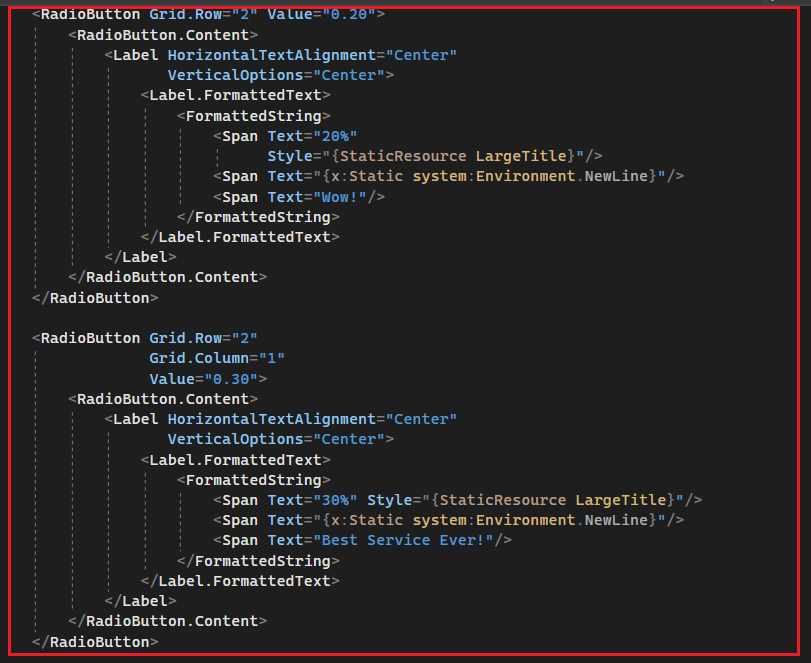 <RadioButton Grid.Row="2" Value="0.20">
<RadioButton.Content>
<Label HorizontalTextAlignment="Center"
VerticalOptions="Center">
<Label.FormattedText>
<FormattedString>
<Span Text="20%"
Style="{StaticResource LargeTitle}"/>
<Span Text="{x:Static system:Environment.NewLine}"/>
<Span Text="Wow!"/>
</FormattedString>
</Label.FormattedText>
</Label>
</RadioButton.Content>
</RadioButton>
<RadioButton Grid.Row="2"
Grid.Column="1"
Value="0.30">
<RadioButton.Content>
<Label HorizontalTextAlignment="Center"
VerticalOptions="Center">
<Label.FormattedText>
<FormattedString>
<Span Text="30%" Style="{StaticResource LargeTitle}"/>
<Span Text="{x:Static system:Environment.NewLine}"/>
<Span Text="Best Service Ever!"/>
</FormattedString>
</Label.FormattedText>
</Label>
</RadioButton.Content>
</RadioButton>